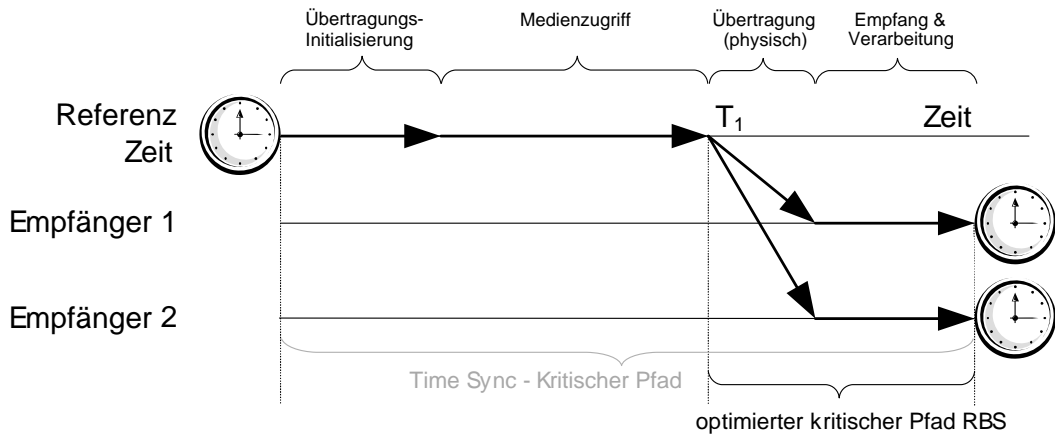 Übertragungs-
Initialisierung
Medienzugriff
Übertragung
(physisch)
Empfang &
Verarbeitung
Referenz
Zeit
T1
Zeit
Empfänger 1
Empfänger 2
Time Sync - Kritischer Pfad
optimierter kritischer Pfad RBS